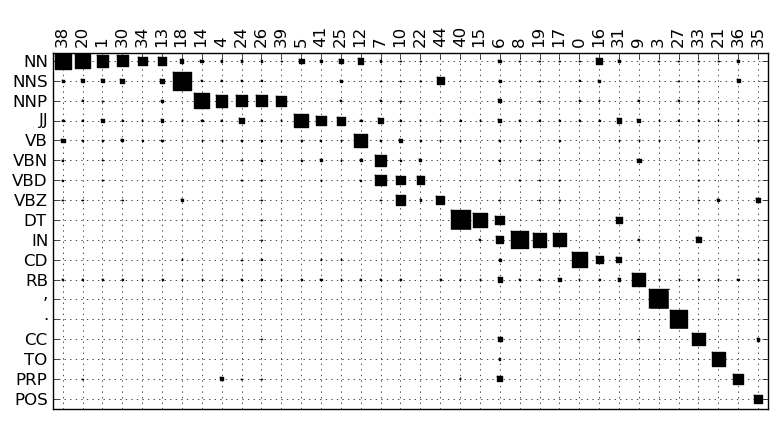 38 20 1 30 34 13 18 14 4 24 26 39 5 41 25 12 7 10 22 44 40 15 6 8 19 17 0 16 31 9 3 27 33 21 36 35
NN
NNS
NNP
JJ
VB
VBN
VBD
VBZ
DT
IN
CD
RB
,
.
CC
TO
PRP
POS